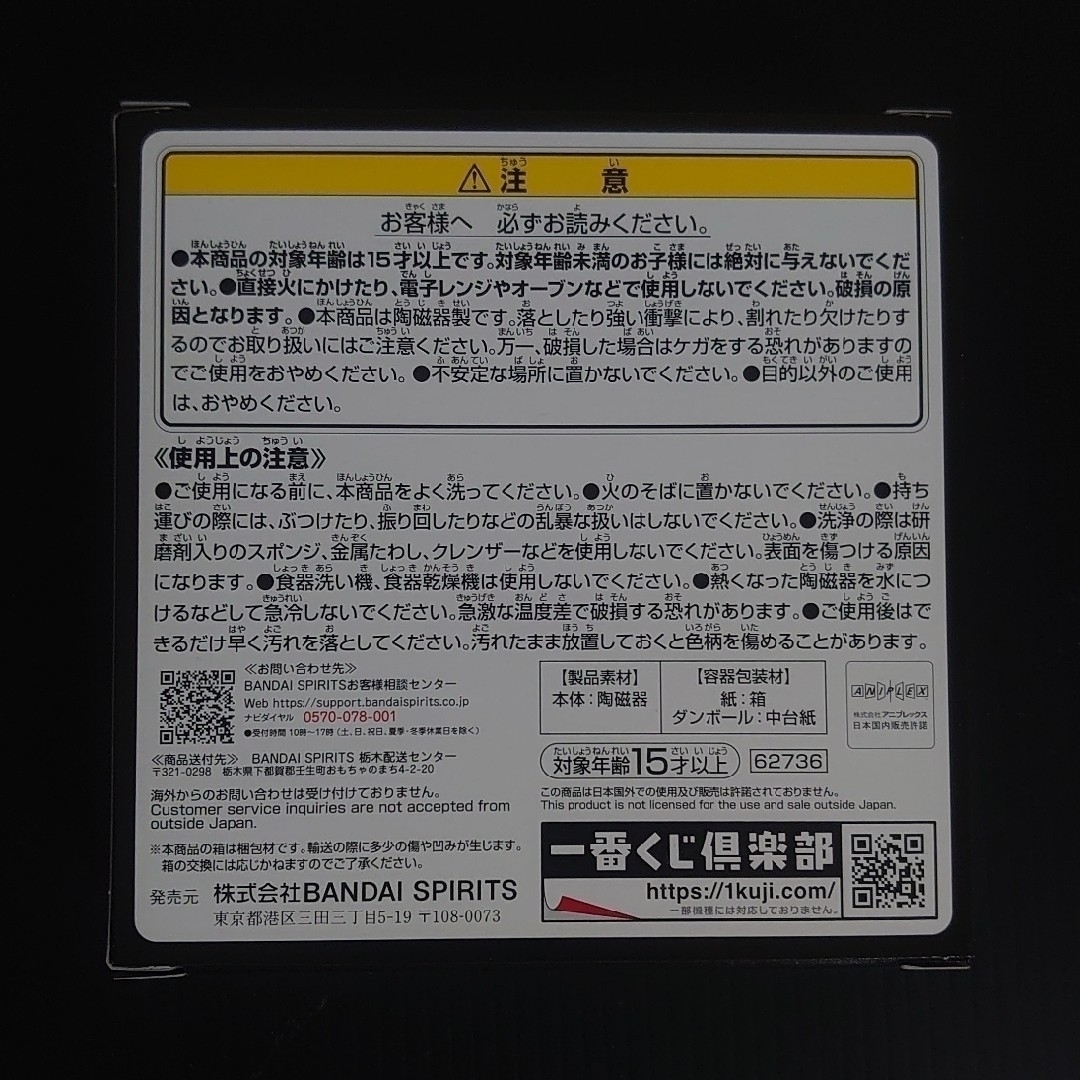 ⚠注意
お客様へ 必ずお読みください。
●本商品の対象年齢は15才以上です。対象年齢未満のお子様には絶対に与えないでくだ
さい。●直接火にかけたり、電子レンジやオーブンなどで使用しないでください。破損の原
因となります。●本商品は陶磁器製です。落としたり強い衝撃により、割れたり欠けたりす
るのでお取り扱いにはご注意ください。万一、破損した場合はケガをする恐れがありますの
でご使用をおやめください。●不安定な場所に置かないでください。●目的以外のご使用
は、おやめください。
《使用上の注意》
●ご使用になる前に、本商品をよく洗ってください。●火のそばに置かないでください。●持ち
運びの際には、ぶつけたり、振り回したりなどの乱暴な扱いはしないでください。●洗浄の際は研
磨剤入りのスポンジ、金属たわし、クレンザーなどを使用しないでください。表面を傷つける原因
になります。●食器洗い機、食器乾燥機は使用しないでください。●熱くなった陶磁器を水につ
けるなどして急冷しないでください。急激な温度差で破損する恐れがあります。●ご使用後はで
きるだけ早く汚れを落としてください。汚れたまま放置しておくと色柄を傷めることがあります。
≪お問い合わせ先≫
BANDAI SPIRITSお客様相談センター
Web https://support.bandaispirits.co.jp
ナビダイヤル 0570-078-001
●受付時間 10時〜17時(土、日、祝日、夏季・冬季休業日を除く)
≪商品送付先≫ BANDAI SPIRITS 栃木配送センター
〒321-0298 栃木県下都賀郡壬生町おもちゃのまち4-2-20
海外からのお問い合わせは受け付けておりません。
Customer service inquiries are not accepted from
outside Japan.
※本商品の箱は梱包材です。輸送の際に多少の傷や凹みが生じます。
箱の交換には応じかねますのでご了承ください。
発売元 株式会社BANDAI SPIRITS
東京都港区三田三丁目5-19 〒108-0073
【製品素材】
本体：陶磁器
【容器包装材】
紙：箱
ダンボール：中台紙
ANIPLEX
株式会社アニプレックス
日本国内販売許諾
対象年齢15才以上
62736
この商品は日本国外での使用及び販売は許諾されておりません。
This product is not licensed for the use and sale outside Japan.
一番くじ倶楽部
https://1kuji.com/
一部機種には対応しておりません。